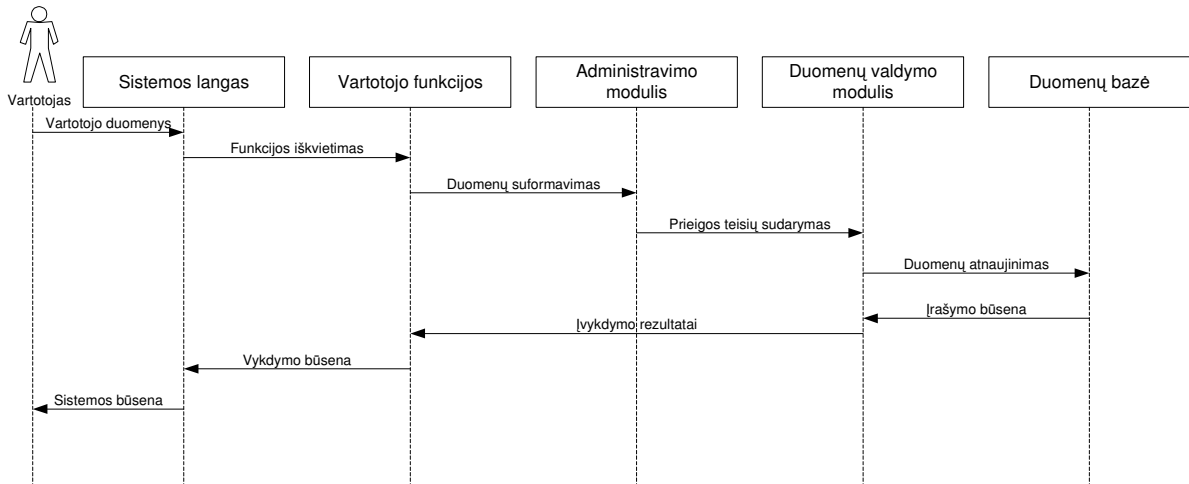 Vartotojas
Sistemos langas
Vartotojo funkcijos
Administravimo
modulis
Duomenų valdymo
modulis
Duomenų bazė
Vartotojo duomenys
Funkcijos iškvietimas
Duomenų suformavimas
Prieigos teisių sudarymas
Duomenų atnaujinimas
Įrašymo būsena
Įvykdymo rezultatai
Vykdymo būsena
Sistemos būsena